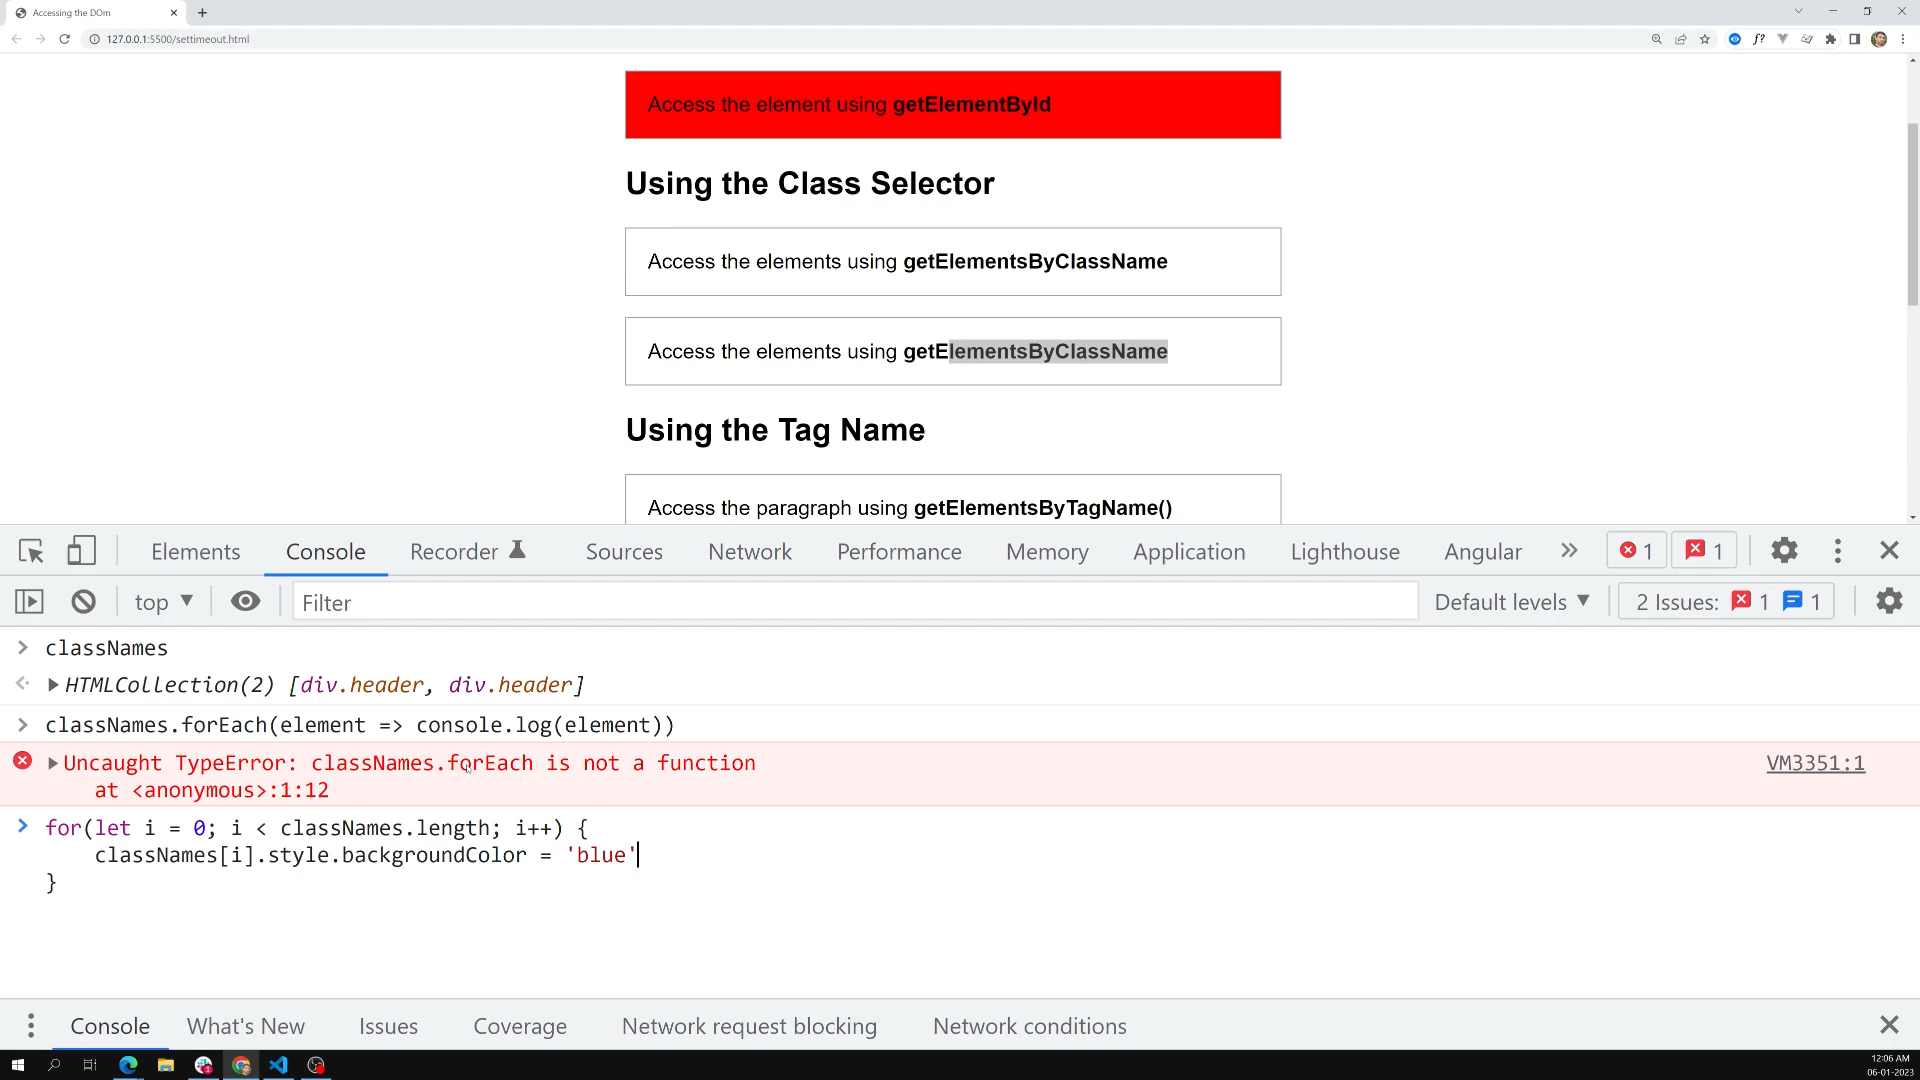 Accessing the DOm
127.0.0.1:5500/settimeout.html
f?
Access the element using getElementById
Using the Class Selector
Access the elements using getElementsByClassName
Access the elements using getElementsByClassName
Using the Tag Name
Access the paragraph using getElementsByTagName()
Elements Console Recorder Sources Network Performance Memory Application Lighthouse Angular 1 1
top Filter Default levels 2 Issues: 1 1
classNames
HTMLCollection(2) [div.header, div.header]
classNames.forEach(element => console.log(element))
Uncaught TypeError: classNames.forEach is not a function VM3351:1
at <anonymous>:1:12
for(let i = 0; i < classNames.length; i++) {
classNames[i].style.backgroundColor = 'blue'
}
Console What's New Issues Coverage Network request blocking Network conditions
12:06 AM
06-01-2023